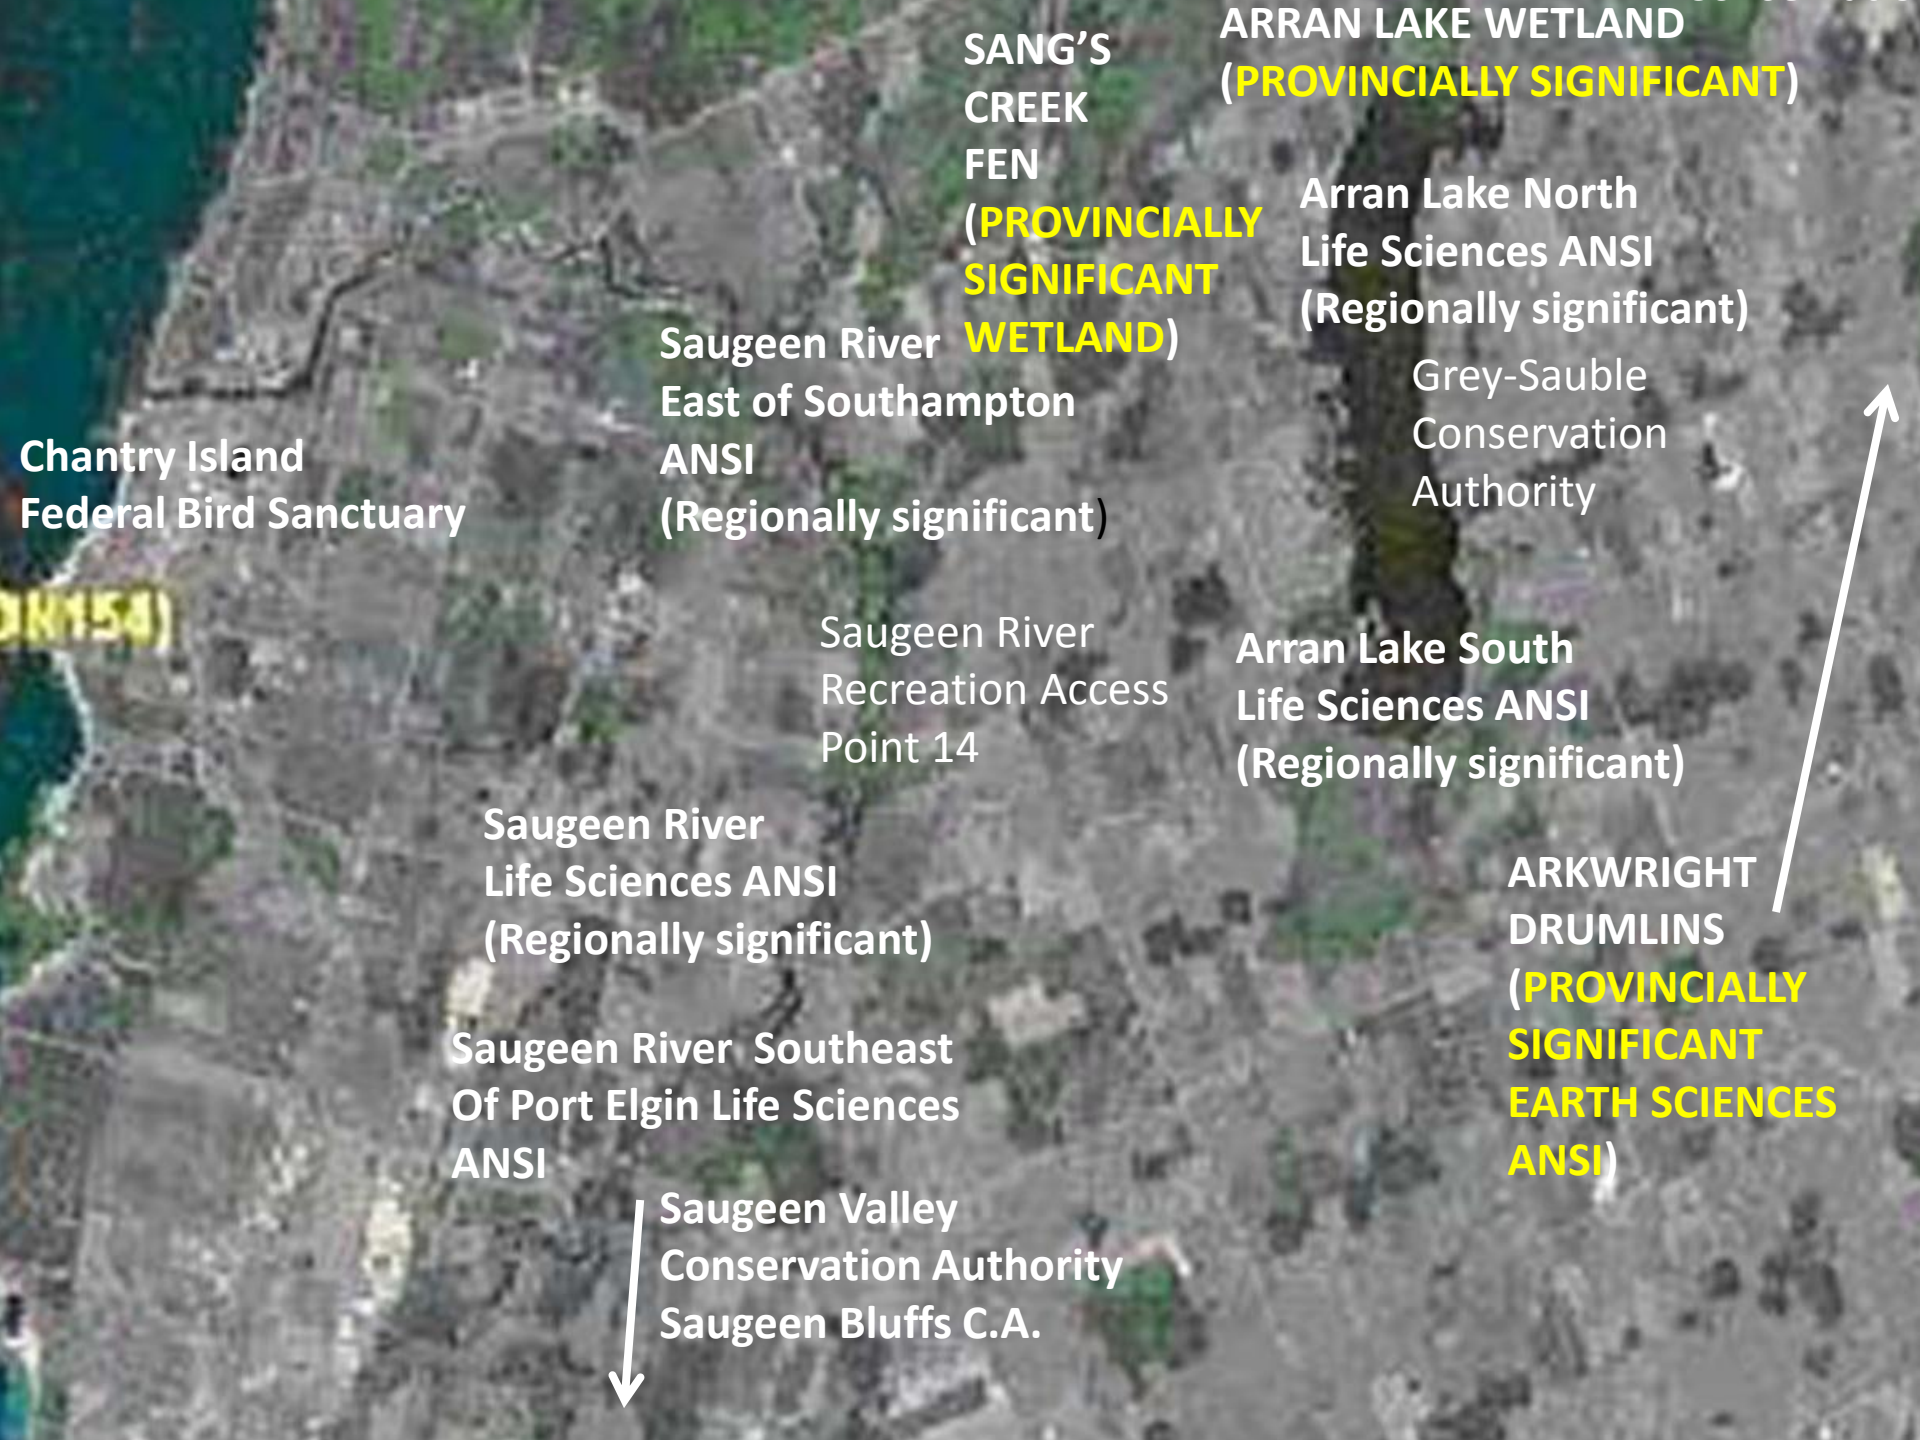 ARRAN LAKE WETLAND
(PROVINCIALLY SIGNIFICANT)
SANG’S
CREEK
FEN
(PROVINCIALLY
SIGNIFICANT
WETLAND)
Arran Lake North
Life Sciences ANSI
(Regionally significant)
Grey-Sauble
Conservation
Authority
Saugeen River
East of Southampton
ANSI
(Regionally significant)
Chantry Island
Federal Bird Sanctuary
Saugeen River
Recreation Access
Point 14
Arran Lake South
Life Sciences ANSI
(Regionally significant)
Saugeen River
Life Sciences ANSI
(Regionally significant)
ARKWRIGHT
DRUMLINS
(PROVINCIALLY
SIGNIFICANT
EARTH SCIENCES
ANSI)
Saugeen River Southeast
Of Port Elgin Life Sciences
ANSI
Saugeen Valley
Conservation Authority
Saugeen Bluffs C.A.